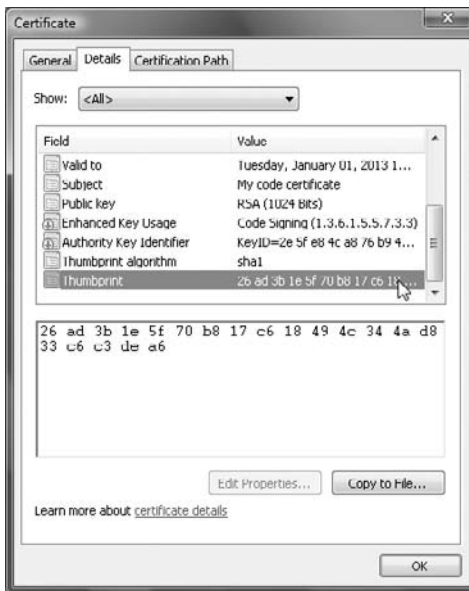 Certificate
General Details Certification Path
Show: <All>
Field Value
Valid to Tuesday, January 01, 2013 1...
Subject My code certificate
Public key RSA (1024 Bits)
Enhanced Key Usage Code Signing (1.3.6.1.5.5.7.3.3)
Authority Key Identifier KeyID=2e 5f e8 4c a8 76 b9 4...
Thumbprint algorithm sha1
Thumbprint 26 ad 3b 1e 5f 70 b8 17 c6 18 ...
26 ad 3b 1e 5f 70 b8 17 c6 18 49 4c 34 4a d8
33 c6 c3 de a6
Edit Properties... Copy to File...
Learn more about certificate details
OK